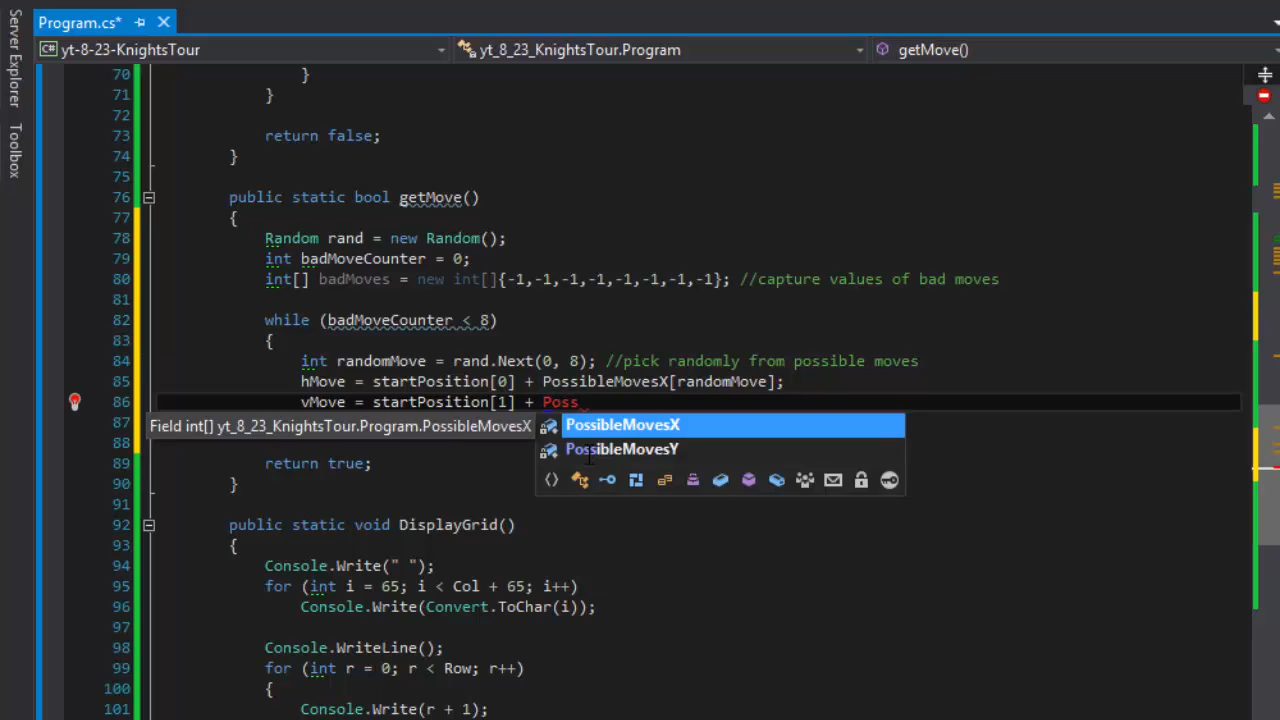 Server Explorer
Toolbox
Program.cs*
C# yt-8-23-KnightsTour
yt_8_23_KnightsTour.Program
getMove()
70 }
71 }
72
73 return false;
74 }
75
76 public static bool getMove()
77 {
78 Random rand = new Random();
79 int badMoveCounter = 0;
80 int[] badMoves = new int[]{-1,-1,-1,-1,-1,-1,-1,-1}; //capture values of bad moves
81
82 while (badMoveCounter < 8)
83 {
84 int randomMove = rand.Next(0, 8); //pick randomly from possible moves
85 hMove = startPosition[0] + PossibleMovesX[randomMove];
86 vMove = startPosition[1] + Poss
87 Field int[] yt_8_23_KnightsTour.Program.PossibleMovesX
PossibleMovesX
88
PossibleMovesY
89 return true;
90 }
91
92 public static void DisplayGrid()
93 {
94 Console.Write(" ");
95 for (int i = 65; i < Col + 65; i++)
96 Console.Write(Convert.ToChar(i));
97
98 Console.WriteLine();
99 for (int r = 0; r < Row; r++)
100 {
101 Console.Write(r + 1);